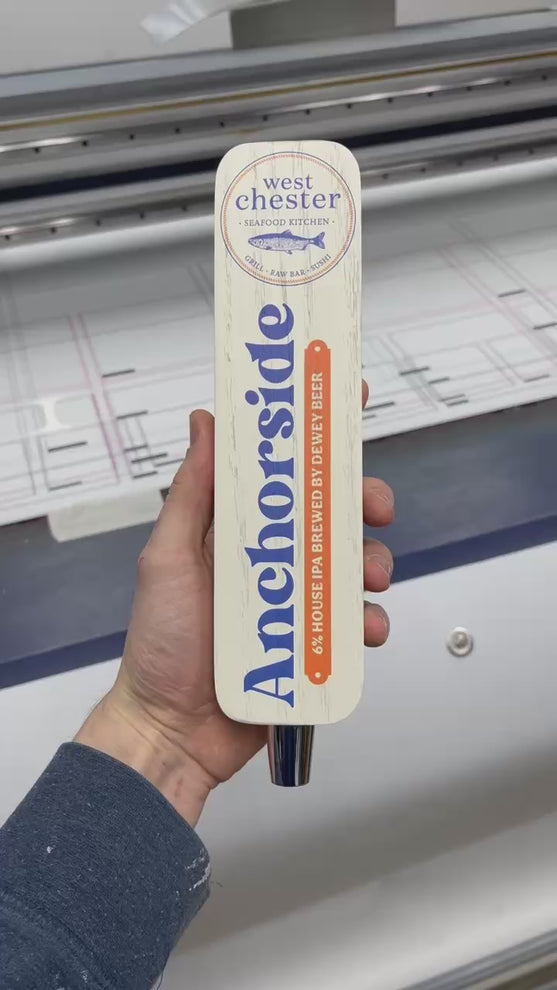 west
chester
· SEAFOOD KITCHEN ·
GRILL · RAW BAR · SUSHI
Anchorside
6% HOUSE IPA BREWED BY DEWEY BEER